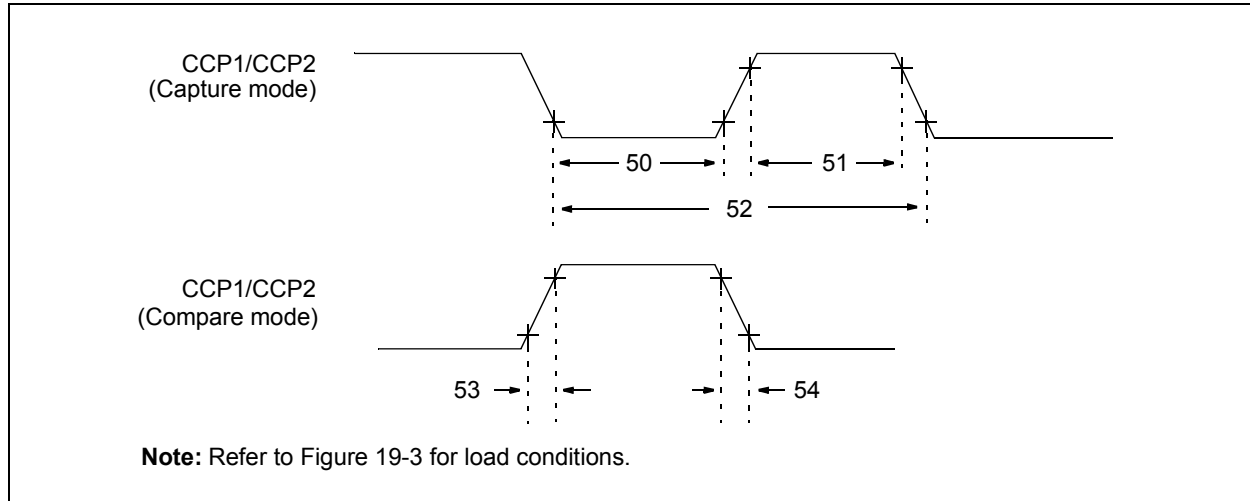 CCP1/CCP2
(Capture mode)
50
51
52
CCP1/CCP2
(Compare mode)
53
54
Note: Refer to Figure 19-3 for load conditions.